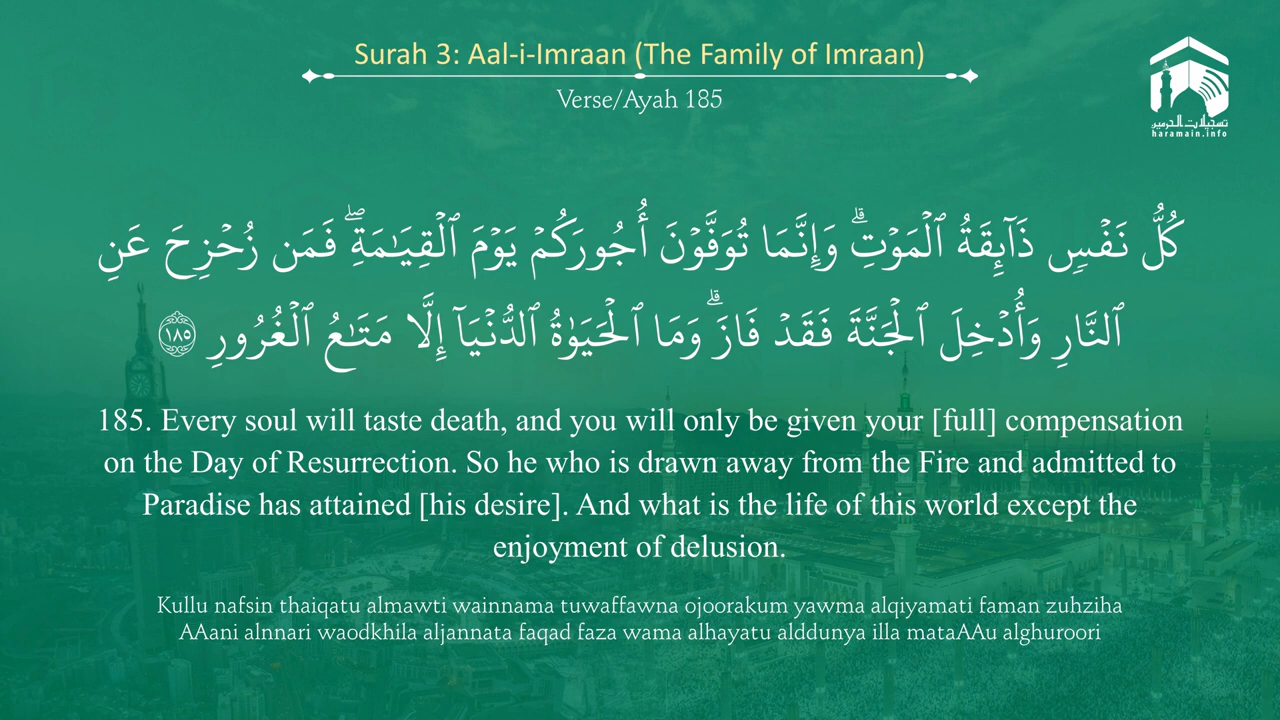 Surah 3: Aal-i-Imraan (The Family of Imraan)
Verse/Ayah 185
تسجيلات الحرمين
haramain.info
كُلُّ نَفۡسٖ ذَآئِقَةُ ٱلۡمَوۡتِۗ وَإِنَّمَا تُوَفَّوۡنَ أُجُورَكُمۡ يَوۡمَ ٱلۡقِيَٰمَةِۖ فَمَن زُحۡزِحَ عَنِ
ٱلنَّارِ وَأُدۡخِلَ ٱلۡجَنَّةَ فَقَدۡ فَازَۗ وَمَا ٱلۡحَيَوٰةُ ٱلدُّنۡيَآ إِلَّا مَتَٰعُ ٱلۡغُرُورِ ١٨٥
185. Every soul will taste death, and you will only be given your [full] compensation
on the Day of Resurrection. So he who is drawn away from the Fire and admitted to
Paradise has attained [his desire]. And what is the life of this world except the
enjoyment of delusion.
Kullu nafsin thaiqatu almawti wainnama tuwaffawna ojoorakum yawma alqiyamati faman zuhziha
AAani alnnari waodkhila aljannata faqad faza wama alhayatu alddunya illa mataAAu alghuroori